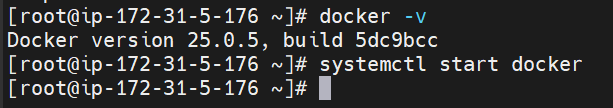 [root@ip-172-31-5-176 ~]# docker -v
Docker version 25.0.5, build 5dc9bcc
[root@ip-172-31-5-176 ~]# systemctl start docker
[root@ip-172-31-5-176 ~]#